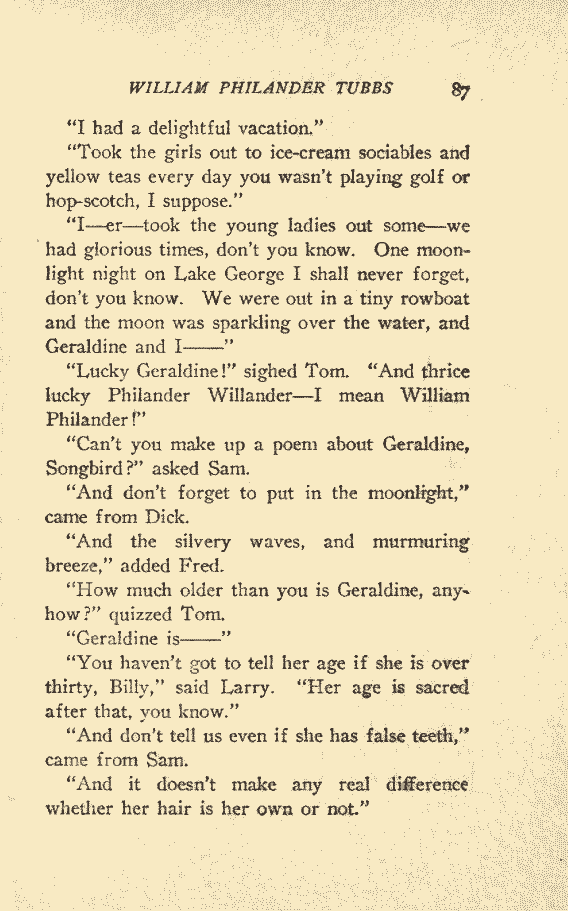 WILLIAM PHILANDER TUBBS 87
"I had a delightful vacation."
"Took the girls out to ice-cream sociables and
yellow teas every day you wasn't playing golf or
hop-scotch, I suppose."
"I—er—took the young ladies out some—we
had glorious times, don't you know. One moon-
light night on Lake George I shall never forget,
don't you know. We were out in a tiny rowboat
and the moon was sparkling over the water, and
Geraldine and I——"
"Lucky Geraldine!" sighed Tom. "And thrice
lucky Philander Willander—I mean William
Philander!"
"Can't you make up a poem about Geraldine,
Songbird?" asked Sam.
"And don't forget to put in the moonlight,"
came from Dick.
"And the silvery waves, and murmuring
breeze," added Fred.
"How much older than you is Geraldine, any-
how?" quizzed Tom.
"Geraldine is——"
"You haven't got to tell her age if she is over
thirty, Billy," said Larry. "Her age is sacred
after that, you know."
"And don't tell us even if she has false teeth,"
came from Sam.
"And it doesn't make any real difference
whether her hair is her own or not."